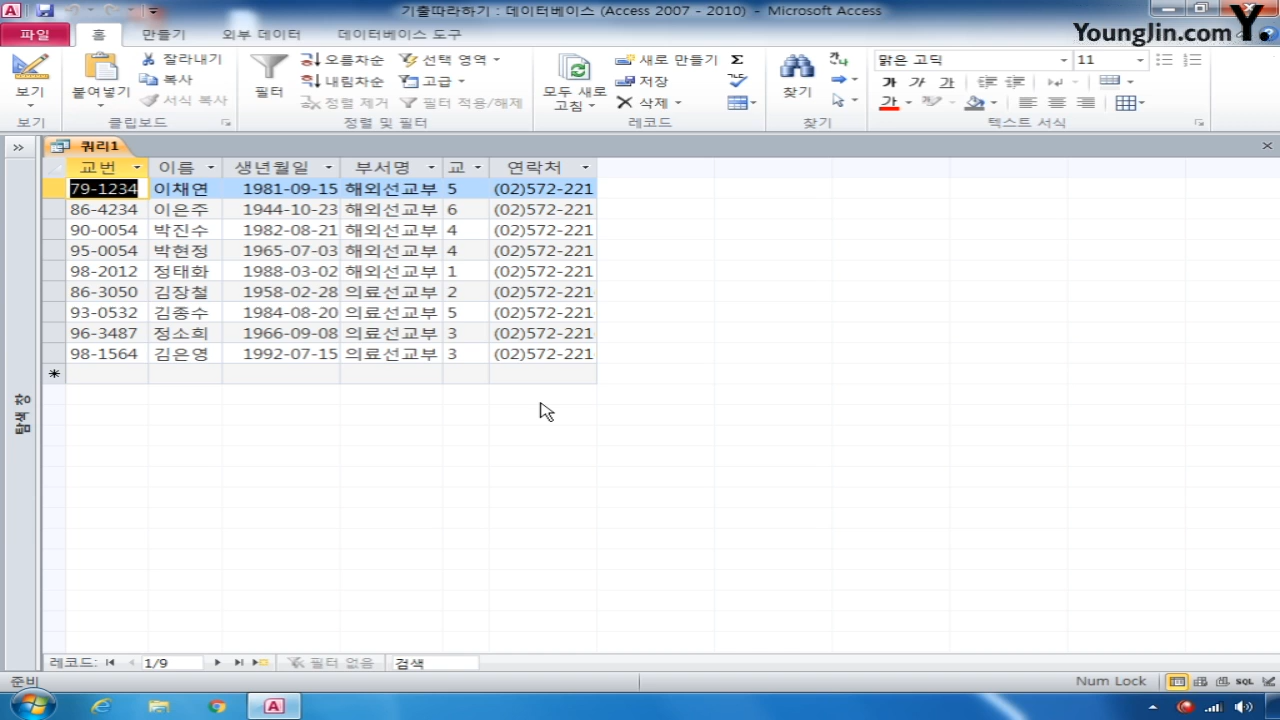 기출따라하기 : 데이터베이스 (Access 2007 - 2010) - Microsoft Access
파일 홈 만들기 외부 데이터 데이터베이스 도구
YoungJin.com Y.
보기
보기
붙여넣기
잘라내기
복사
서식 복사
클립보드
필터
오름차순
내림차순
정렬 제거
선택 영역
고급
필터 적용/해제
정렬 및 필터
모두 새로 고침
새로 만들기
저장
삭제
레코드
찾기
찾기
맑은 고딕 11
가 가 가
가
텍스트 서식
쿼리1
교번 이름 생년월일 부서명 교 연락처
79-1234 이채연 1981-09-15 해외선교부 5 (02)572-221
86-4234 이은주 1944-10-23 해외선교부 6 (02)572-221
90-0054 박진수 1982-08-21 해외선교부 4 (02)572-221
95-0054 박현정 1965-07-03 해외선교부 4 (02)572-221
98-2012 정태화 1988-03-02 해외선교부 1 (02)572-221
86-3050 김장철 1958-02-28 의료선교부 2 (02)572-221
93-0532 김종수 1984-08-20 의료선교부 5 (02)572-221
96-3487 정소희 1966-09-08 의료선교부 3 (02)572-221
98-1564 김은영 1992-07-15 의료선교부 3 (02)572-221
탐색 창
레코드: 1/9 필터 없음 검색
준비 Num Lock SQL